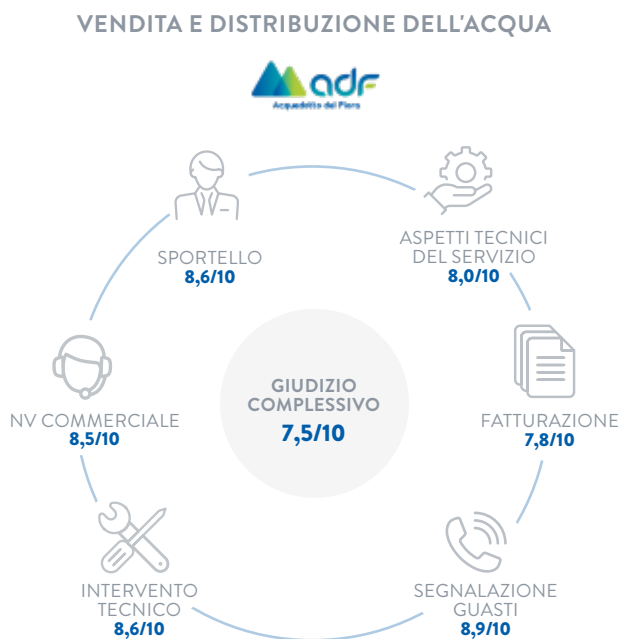 VENDITA E DISTRIBUZIONE DELL'ACQUA
adf
Acquedotto del Fiora
SPORTELLO
8,6/10
ASPETTI TECNICI
DEL SERVIZIO
8,0/10
NV COMMERCIALE
8,5/10
GIUDIZIO
COMPLESSIVO
7,5/10
FATTURAZIONE
7,8/10
INTERVENTO
TECNICO
8,6/10
SEGNALAZIONE
GUASTI
8,9/10